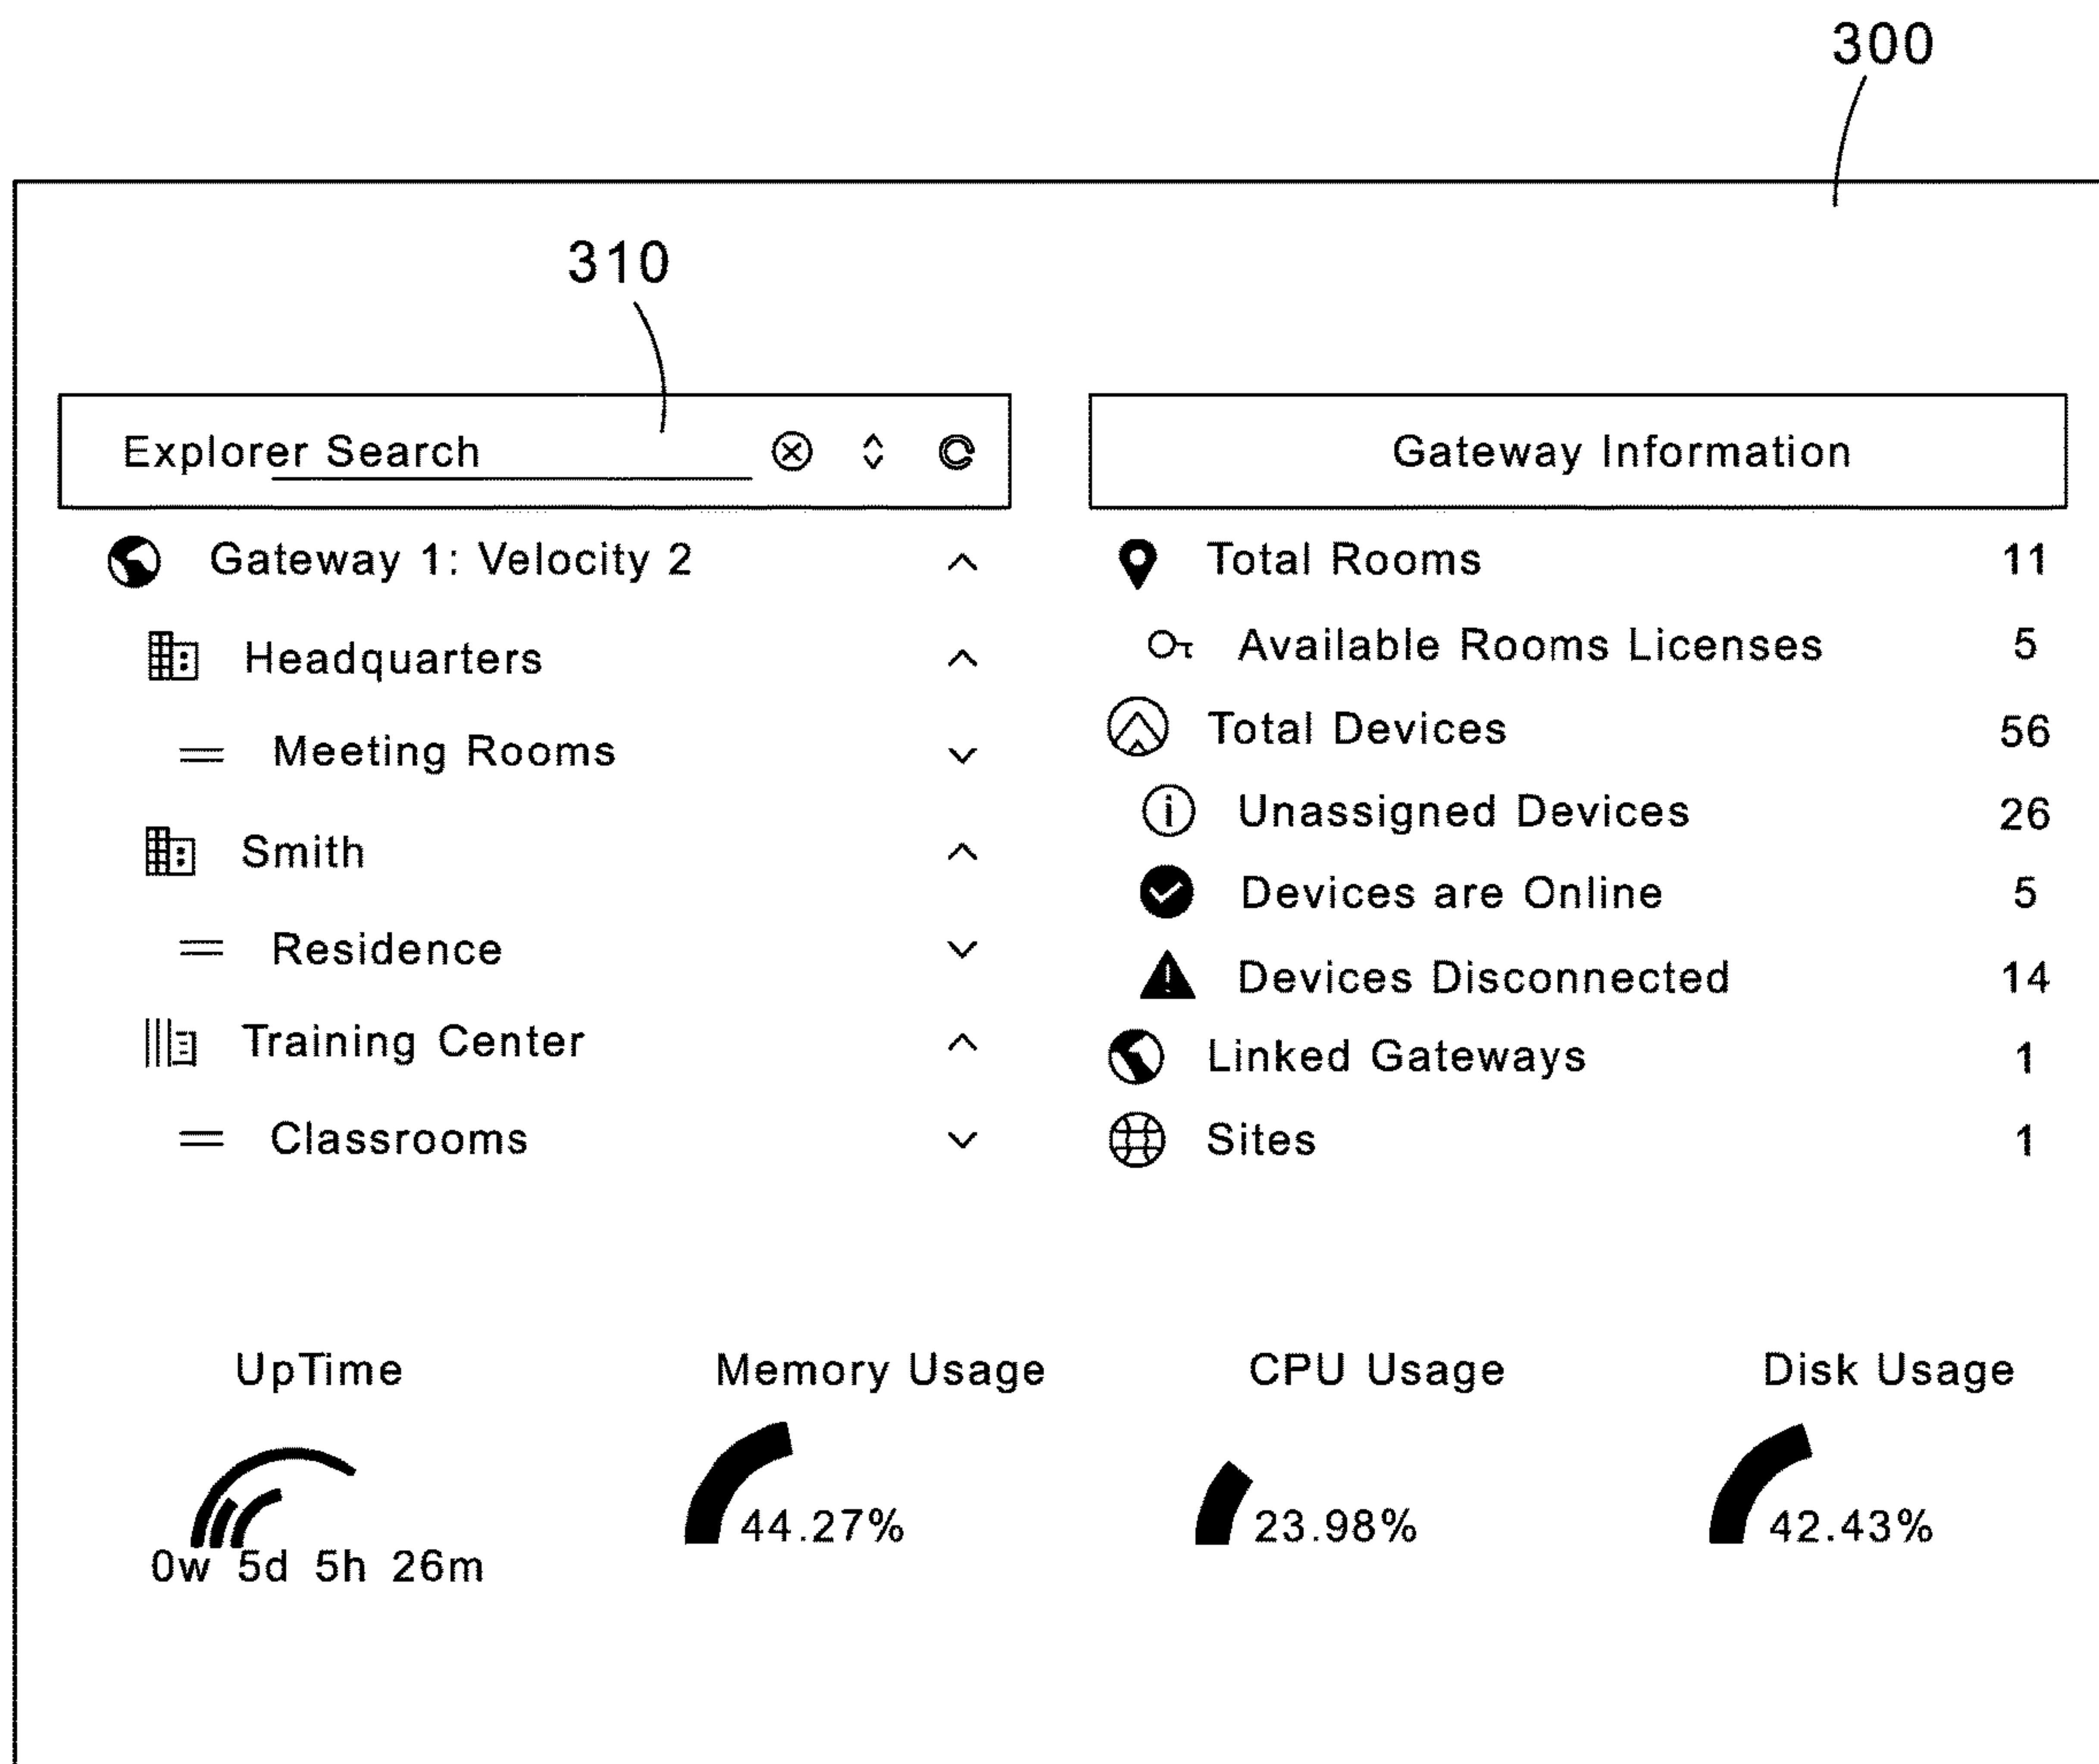 300
310
Explorer Search
Gateway 1: Velocity 2
Headquarters
Meeting Rooms
Smith
Residence
Training Center
Classrooms
Gateway Information
Total Rooms 11
Available Rooms Licenses 5
Total Devices 56
Unassigned Devices 26
Devices are Online 5
Devices Disconnected 14
Linked Gateways 1
Sites 1
UpTime
0w 5d 5h 26m
Memory Usage
44.27%
CPU Usage
23.98%
Disk Usage
42.43%